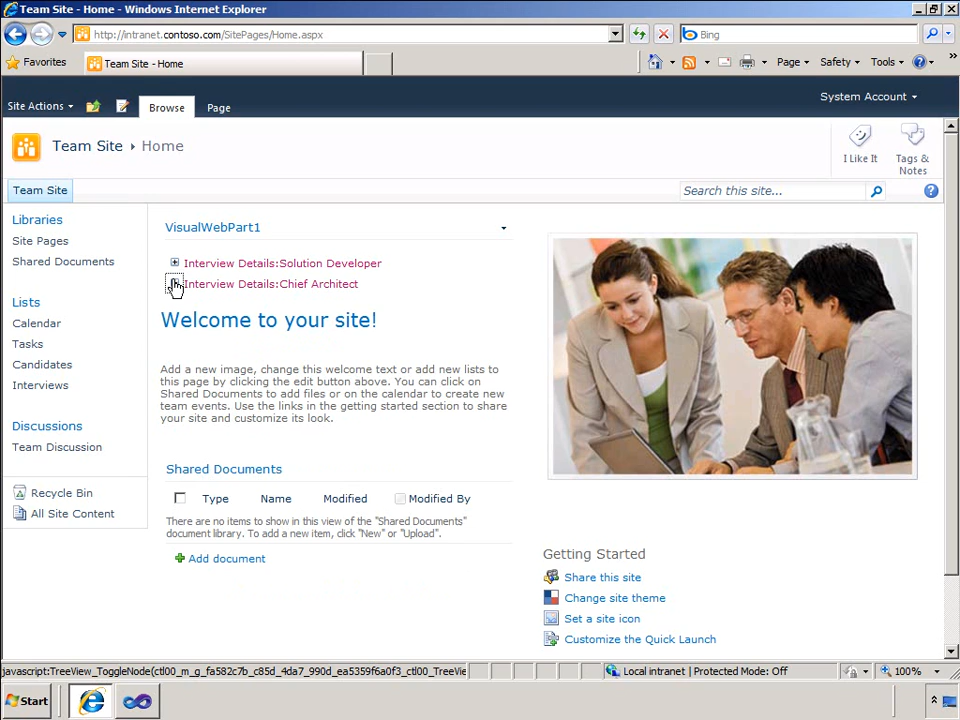 Team Site - Home - Windows Internet Explorer
http://intranet.contoso.com/SitePages/Home.aspx
Bing
Favorites
Team Site - Home
Page
Safety
Tools
Site Actions
Browse
Page
System Account
Team Site
Home
I Like It
Tags &
Notes
Team Site
Search this site...
Libraries
Site Pages
Shared Documents
Lists
Calendar
Tasks
Candidates
Interviews
Discussions
Team Discussion
Recycle Bin
All Site Content
VisualWebPart1
Interview Details:Solution Developer
Interview Details:Chief Architect
Welcome to your site!
Add a new image, change this welcome text or add new lists to
this page by clicking the edit button above. You can click on
Shared Documents to add files or on the calendar to create new
team events. Use the links in the getting started section to share
your site and customize its look.
Shared Documents
Type Name Modified Modified By
There are no items to show in this view of the "Shared Documents"
document library. To add a new item, click "New" or "Upload".
Add document
Getting Started
Share this site
Change site theme
Set a site icon
Customize the Quick Launch
javascript:TreeView_ToggleNode(ctl00_m_g_fa582c7b_c85d_4da7_990d_ea5359f6a0f3_ctl00_TreeVie
Local intranet | Protected Mode: Off
100%
Start